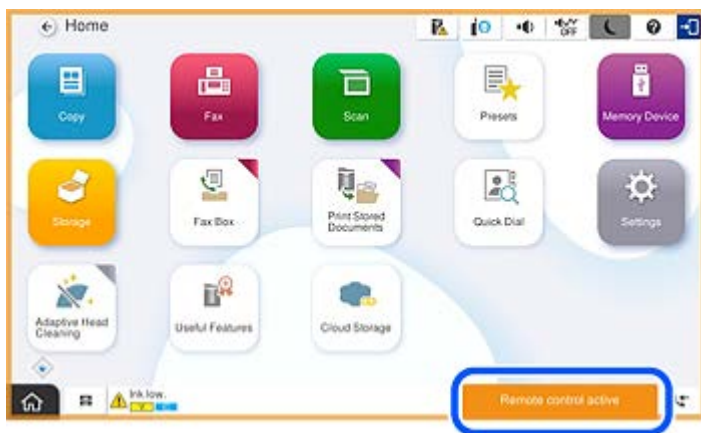 Home
OFF
Copy
Fax
Scan
Presets
Memory Device
Storage
Fax Box
Print Stored
Documents
Quick Dial
Settings
Adaptive Head
Cleaning
Useful Features
Cloud Storage
Ink low.
Y C
Remote control active